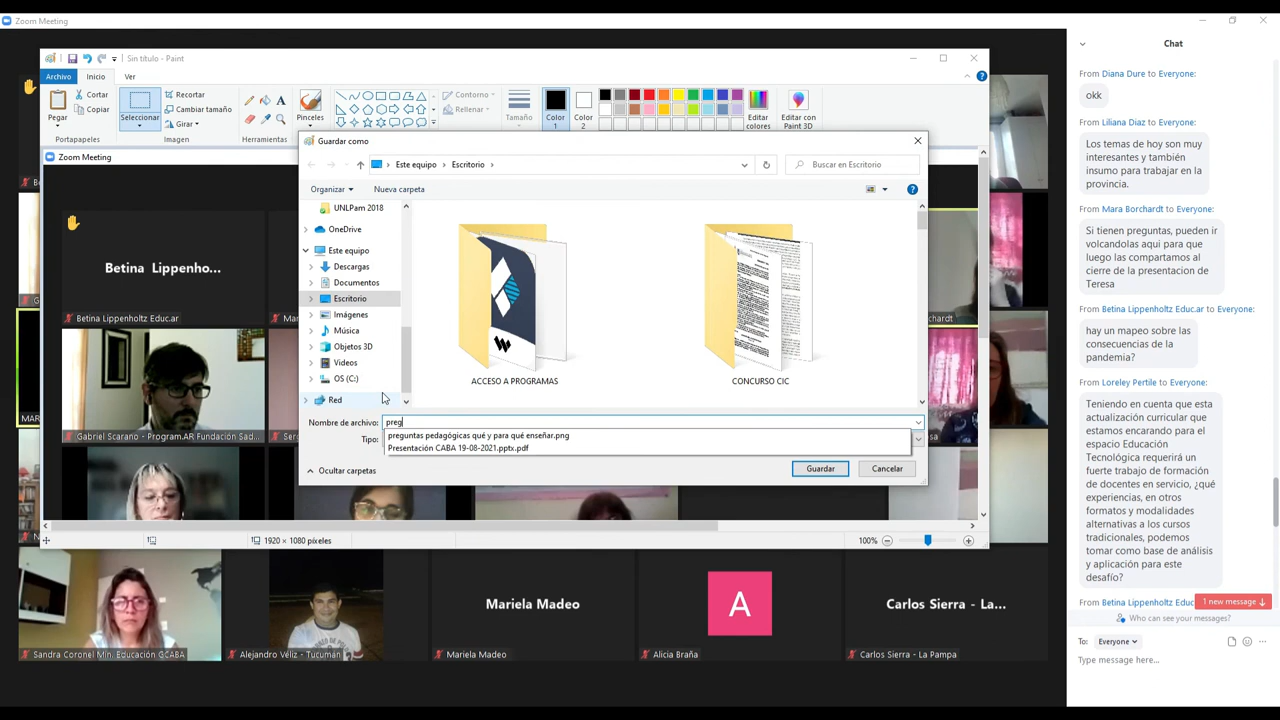 Zoom Meeting
Sin título - Paint
Archivo
Inicio
Ver
Pegar
Cortar
Copiar
Portapapeles
Seleccionar
Recortar
Cambiar tamaño
Girar
Imagen
Herramientas
Pinceles
Contorno
Rellenar
Tamaño
Color
1
Color
2
Editar
colores
Editar con
Paint 3D
Zoom Meeting
Guardar como
Este equipo
Escritorio
Buscar en Escritorio
Organizar
Nueva carpeta
UNLPam 2018
OneDrive
Este equipo
Descargas
Documentos
Escritorio
Imágenes
Música
Objetos 3D
Videos
OS (C:)
Red
ACCESO A PROGRAMAS
CONCURSO CIC
Nombre de archivo:
preg
Tipo:
preguntas pedagógicas qué y para qué enseñar.png
Presentación CABA 19-08-2021.pptx.pdf
Ocultar carpetas
Guardar
Cancelar
Betina Lippenho...
Betina Lippenholtz Educ.ar
Gabriel Scarano - Program.AR Fundación Sad...
1920 × 1080 píxeles
100%
Mariela Madeo
A
Carlos Sierra - La...
Sandra Coronel Min. Educación GCABA
Alejandro Véliz - Tucumán
Mariela Madeo
Alicia Braña
Carlos Sierra - La Pampa
Chat
From Diana Dure to Everyone:
okk
From Liliana Diaz to Everyone:
Los temas de hoy son muy
interesantes y también
insumo para trabajar en la
provincia.
From Mara Borchardt to Everyone:
Si tienen preguntas, pueden ir
volcandolas aqui para que
luego las compartamos al
cierre de la presentacion de
Teresa
From Betina Lippenholtz Educ.ar to Everyone:
hay un mapeo sobre las
consecuencias de la
pandemia?
From Loreley Pertile to Everyone:
Teniendo en cuenta que esta
actualización curricular que
estamos encarando para el
espacio Educación
Tecnológica requerirá un
fuerte trabajo de formación
de docentes en servicio, ¿qué
experiencias, en otros
formatos y modalidades
alternativas a los cursos
tradicionales, podemos
tomar como base de análisis
y aplicación para este
desafío?
From Betina Lippenholtz Educ
1 new message
Who can see your messages?
To: Everyone
Type message here...